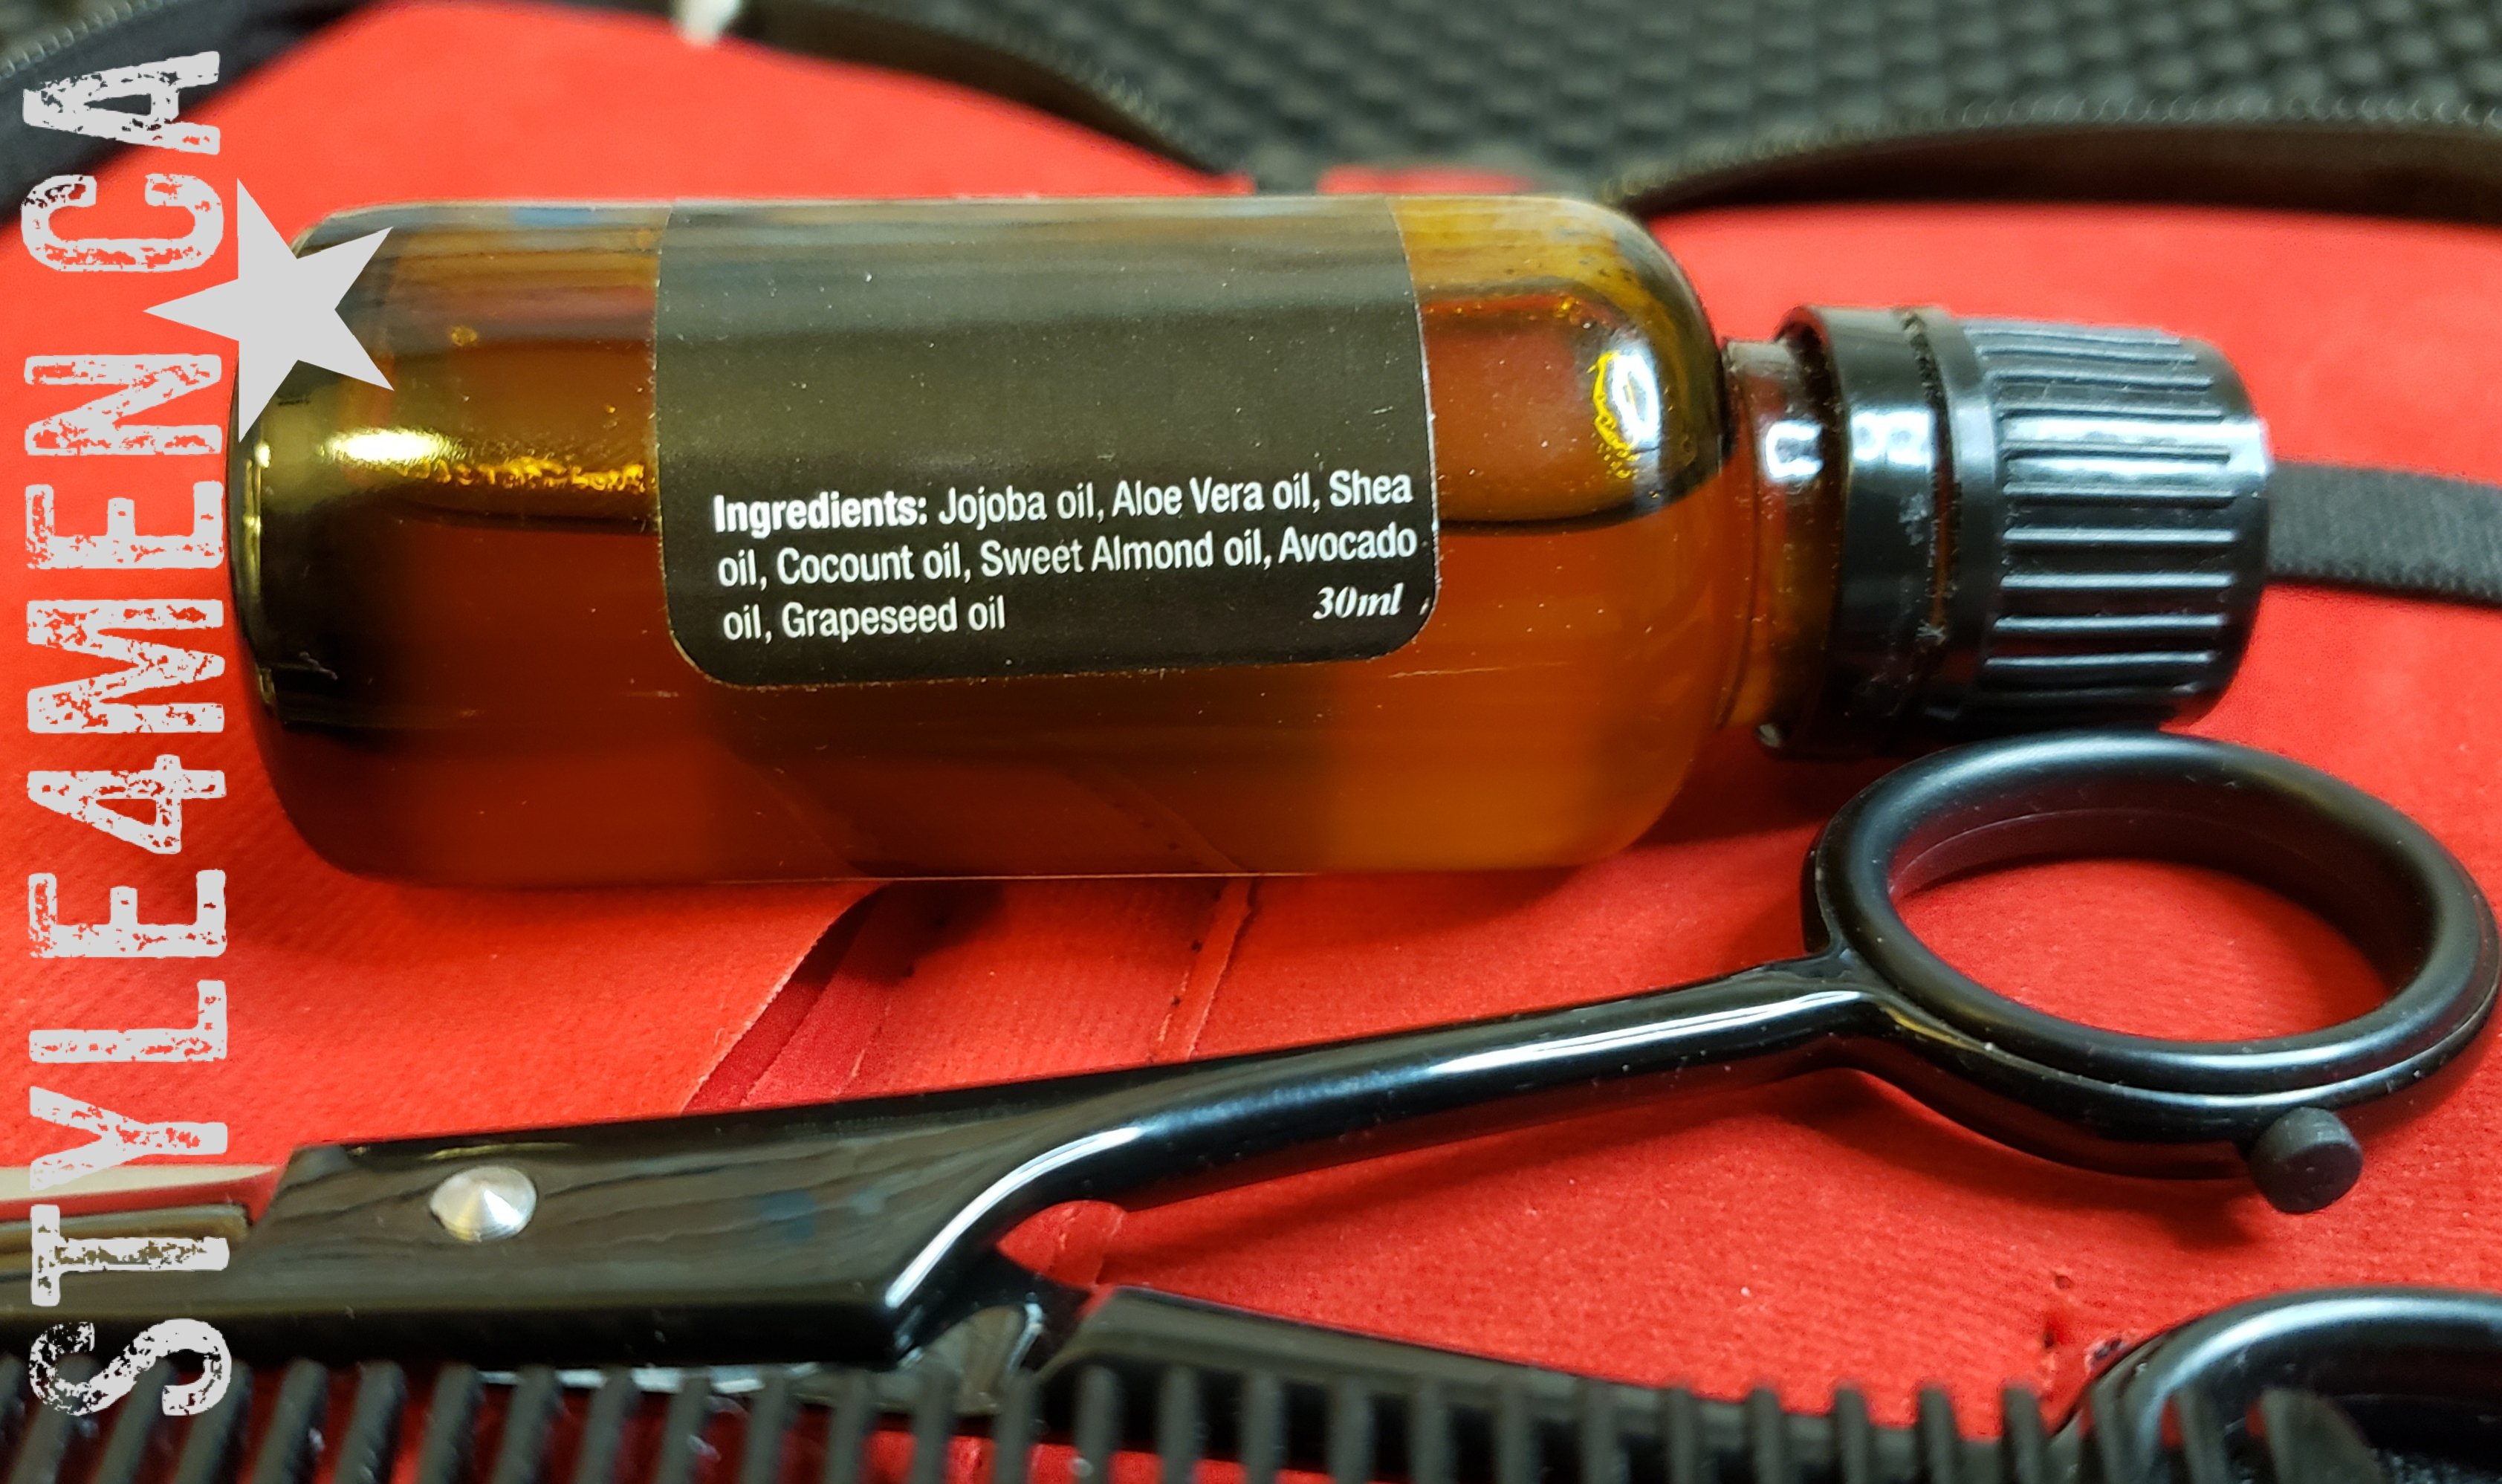 STYLE4MEN★CA
Ingredients: Jojoba oil, Aloe Vera oil, Shea
oil, Cocount oil, Sweet Almond oil, Avocado
oil, Grapeseed oil
30ml